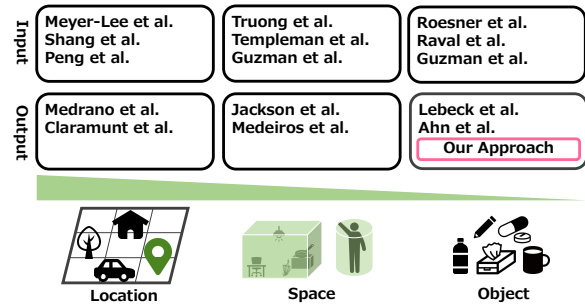 Input
Meyer-Lee et al.
Shang et al.
Peng et al.
Truong et al.
Templeman et al.
Guzman et al.
Roesner et al.
Raval et al.
Guzman et al.
Output
Medrano et al.
Claramunt et al.
Jackson et al.
Medeiros et al.
Lebeck et al.
Ahn et al.
Our Approach
Location
Space
Object